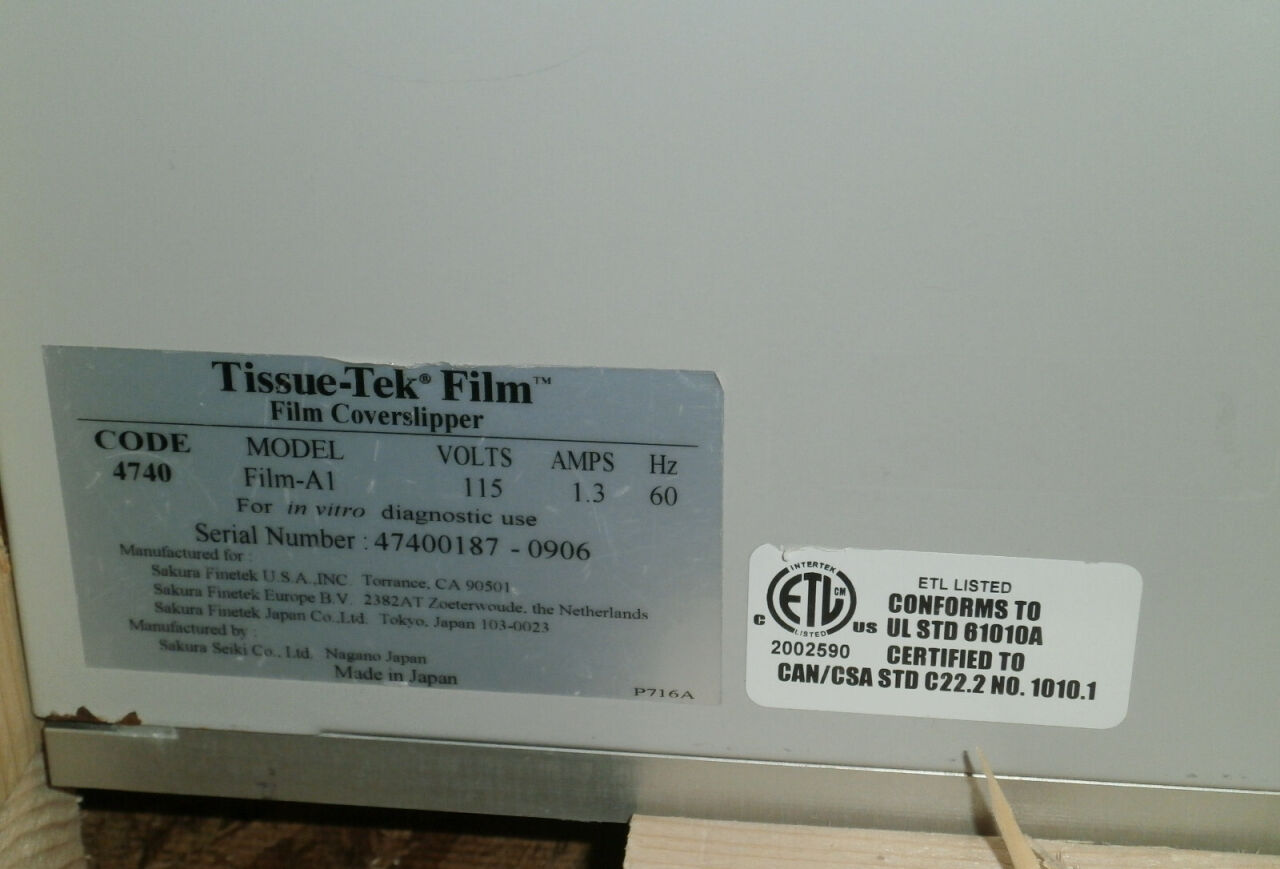 Tissue-Tek® Film™
Film Coverslipper
CODE MODEL VOLTS AMPS Hz
4740 Film-A1 115 1.3 60
For in vitro diagnostic use
Serial Number : 47400187 - 0906
Manufactured for :
Sakura Finetek U.S.A.,INC. Torrance, CA 90501
Sakura Finetek Europe B.V. 2382AT Zoeterwoude, the Netherlands
Sakura Finetek Japan Co.,Ltd. Tokyo, Japan 103-0023
Manufactured by :
Sakura Seiki Co., Ltd. Nagano Japan
Made in Japan
P716A
INTERTEK
ETL CM
LISTED
C US
2002590
ETL LISTED
CONFORMS TO
UL STD 61010A
CERTIFIED TO
CAN/CSA STD C22.2 NO. 1010.1